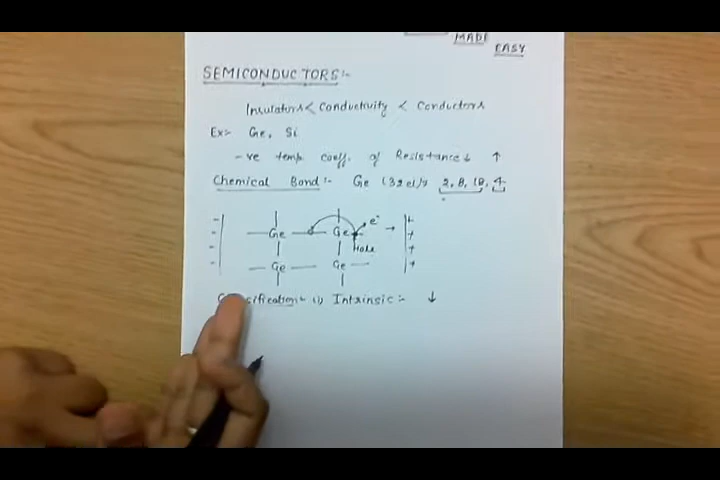 MADE
EASY
SEMICONDUCTORS:-
Insulators < Conductivity < Conductors
Ex:- Ge, Si
-ve temp. coeff. of Resistance↓ ↑
Chemical Bond:- Ge (32 el) 2, 8, 18, 4
e⁻
Ge Ge →
Hole
Ge Ge
(i) Intrinsic:- ↓